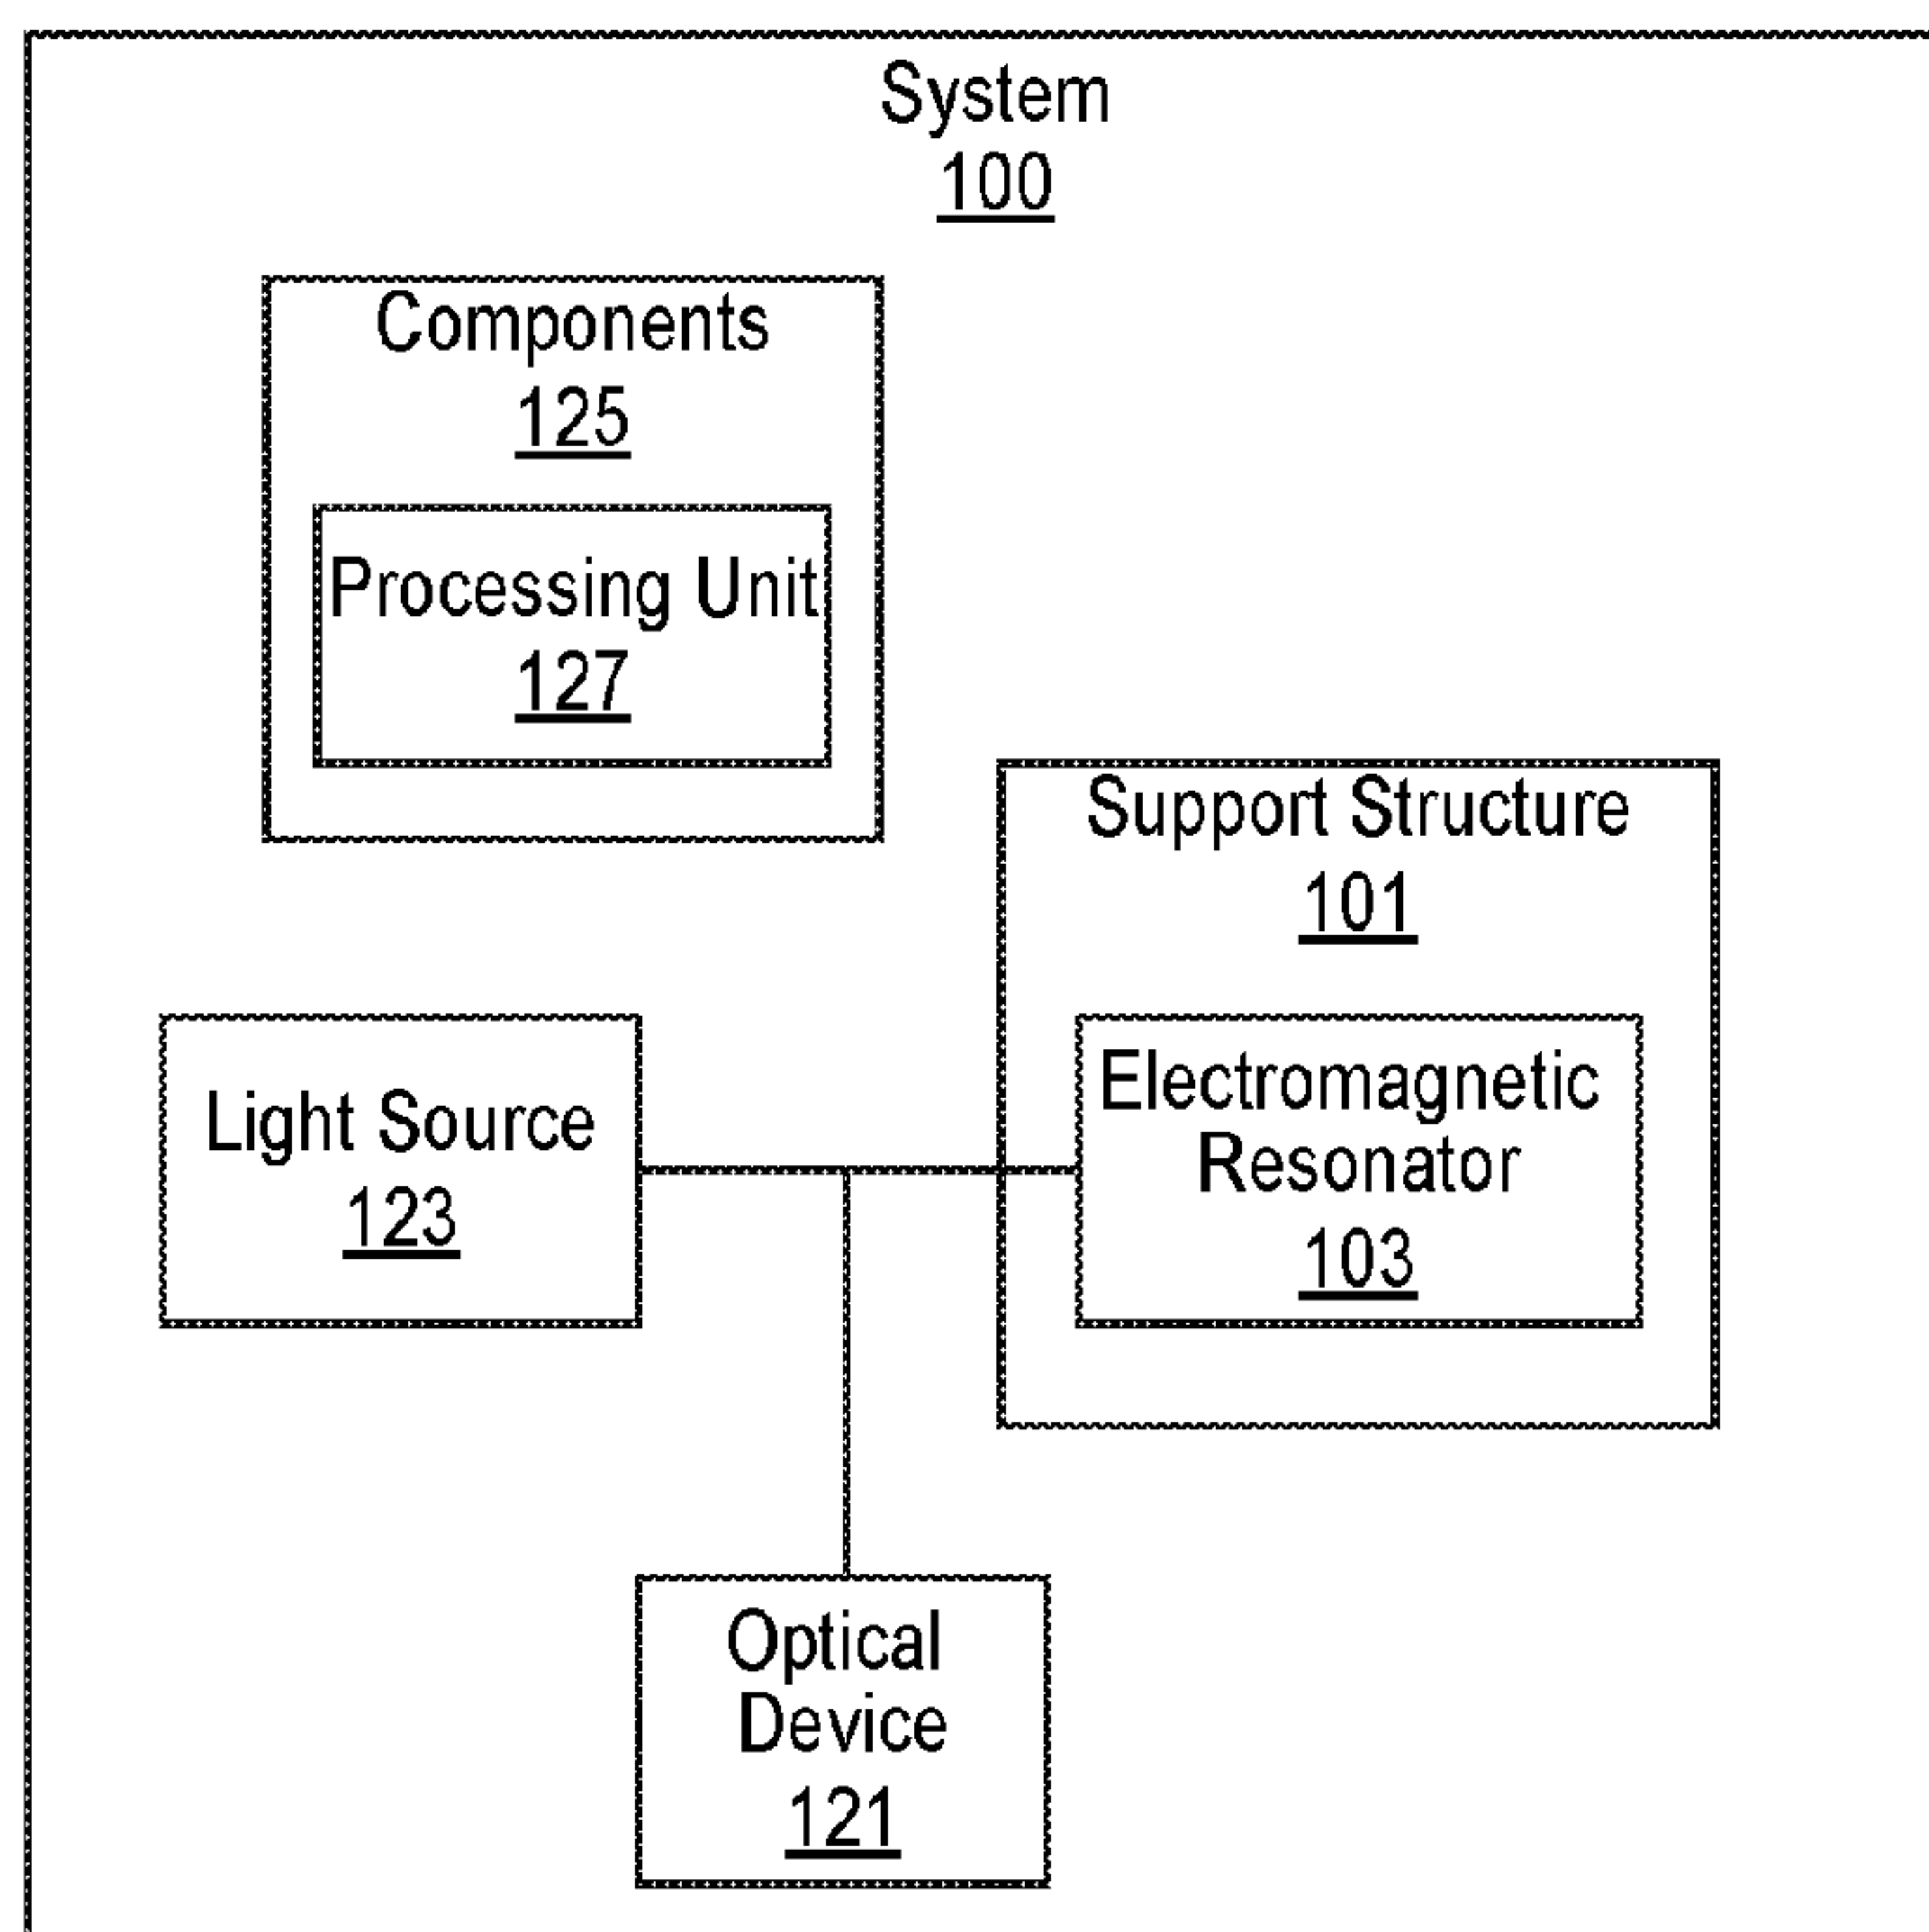 System
100
Components
125
Processing Unit
127
Support Structure
101
Light Source
123
Electromagnetic
Resonator
103
Optical
Device
121